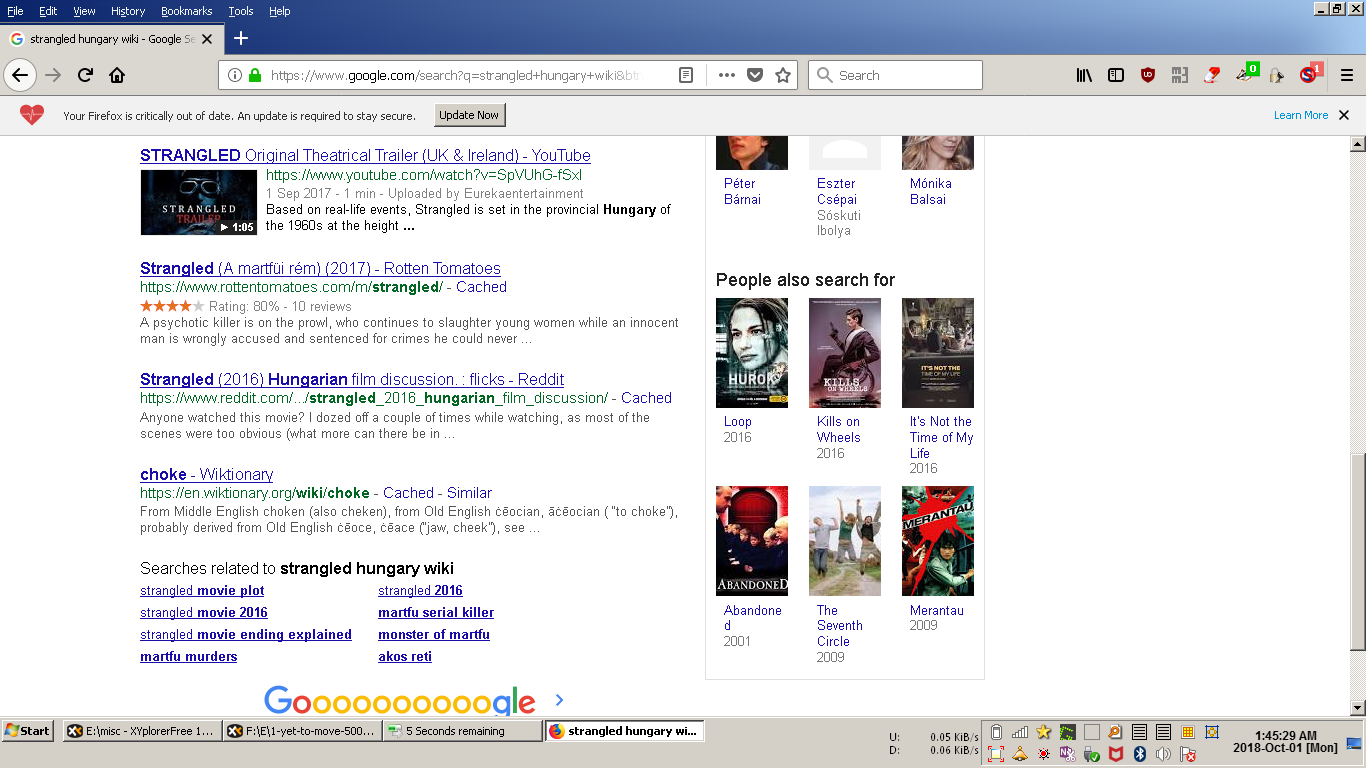 File Edit View History Bookmarks Tools Help
strangled hungary wiki - Google Se
https://www.google.com/search?q=strangled+hungary+wiki&bt
Search
0
1
Your Firefox is critically out of date. An update is required to stay secure.
Update Now
Learn More
STRANGLED Original Theatrical Trailer (UK & Ireland) - YouTube
https://www.youtube.com/watch?v=SpVUhG-fSxI
1 Sep 2017 - 1 min - Uploaded by Eurekaentertainment
Based on real-life events, Strangled is set in the provincial Hungary of
the 1960s at the height ...
STRANGLED
TRAILER
1:05
Strangled (A martfüi rém) (2017) - Rotten Tomatoes
https://www.rottentomatoes.com/m/strangled/ - Cached
Rating: 80% - 10 reviews
A psychotic killer is on the prowl, who continues to slaughter young women while an innocent
man is wrongly accused and sentenced for crimes he could never ...
Strangled (2016) Hungarian film discussion. : flicks - Reddit
https://www.reddit.com/.../strangled_2016_hungarian_film_discussion/ - Cached
Anyone watched this movie? I dozed off a couple of times while watching, as most of the
scenes were too obvious (what more can there be in ...
choke - Wiktionary
https://en.wiktionary.org/wiki/choke - Cached - Similar
From Middle English choken (also cheken), from Old English ċēocian, āċēocian ( "to choke"),
probably derived from Old English ċēoce, ċēace ("jaw, cheek"), see ...
Searches related to strangled hungary wiki
strangled movie plot
strangled 2016
strangled movie 2016
martfu serial killer
strangled movie ending explained
monster of martfu
martfu murders
akos reti
Goooooooooogle
Péter
Bárnai
Eszter
Csépai
Sóskuti
Ibolya
Mónika
Balsai
People also search for
HUROK
KILLS
ON WHEELS
IT'S NOT THE
TIME OF MY LIFE
Loop
2016
Kills on
Wheels
2016
It's Not the
Time of My
Life
2016
ABANDONED
MERANTAU
Abandone
d
2001
The
Seventh
Circle
2009
Merantau
2009
Start
E:\misc - XYplorerFree 1...
F:\E\1-yet-to-move-500...
5 Seconds remaining
strangled hungary wi...
U: 0.05 KiB/s
D: 0.06 KiB/s
1:45:29 AM
2018-Oct-01 [Mon]